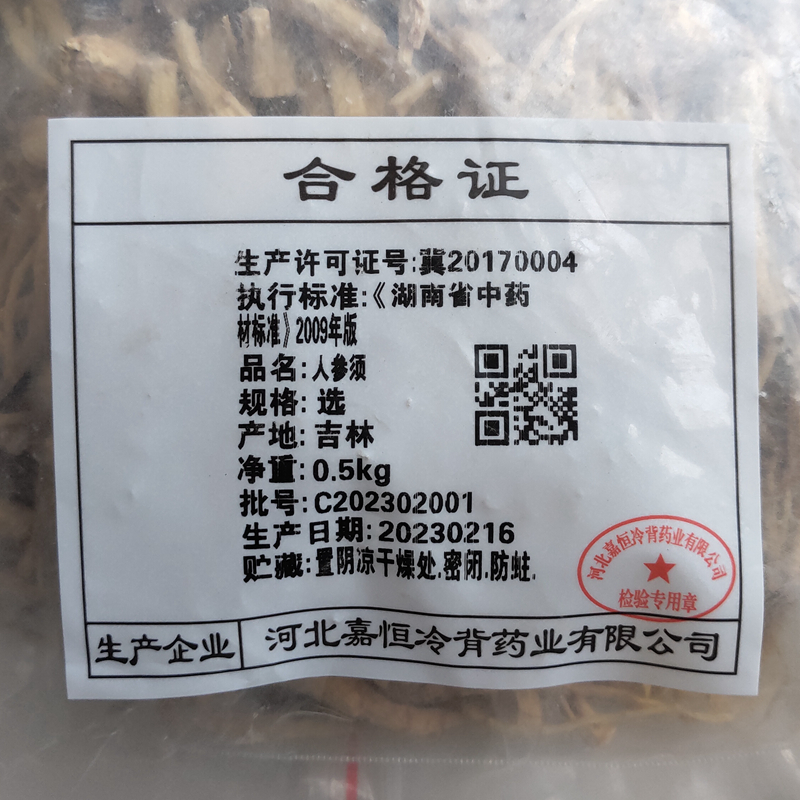 合格证
生产许可证号:冀20170004
执行标准:《湖南省中药
材标准》2009年版
品名:人参须
规格:选
产地:吉林
净重:0.5kg
批号:C202302001
生产日期:20230216
贮藏:置阴凉干燥处.密闭.防蛀.
河北嘉恒冷背药业有限公司
检验专用章
生产企业 河北嘉恒冷背药业有限公司